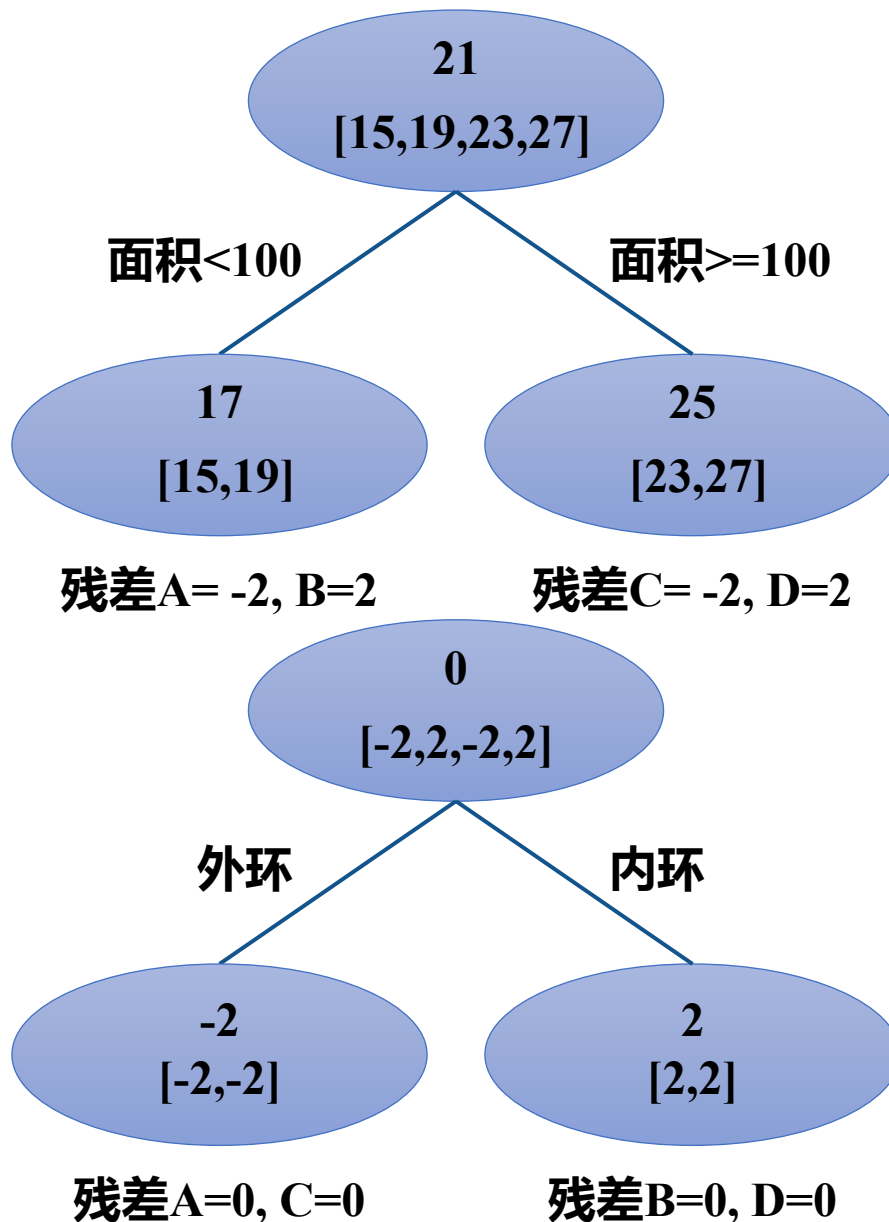 21
[15,19,23,27]
面积<100
面积>=100
17
[15,19]
25
[23,27]
残差A= -2, B=2
残差C= -2, D=2
0
[-2,2,-2,2]
外环
内环
-2
[-2,-2]
2
[2,2]
残差A=0, C=0
残差B=0, D=0